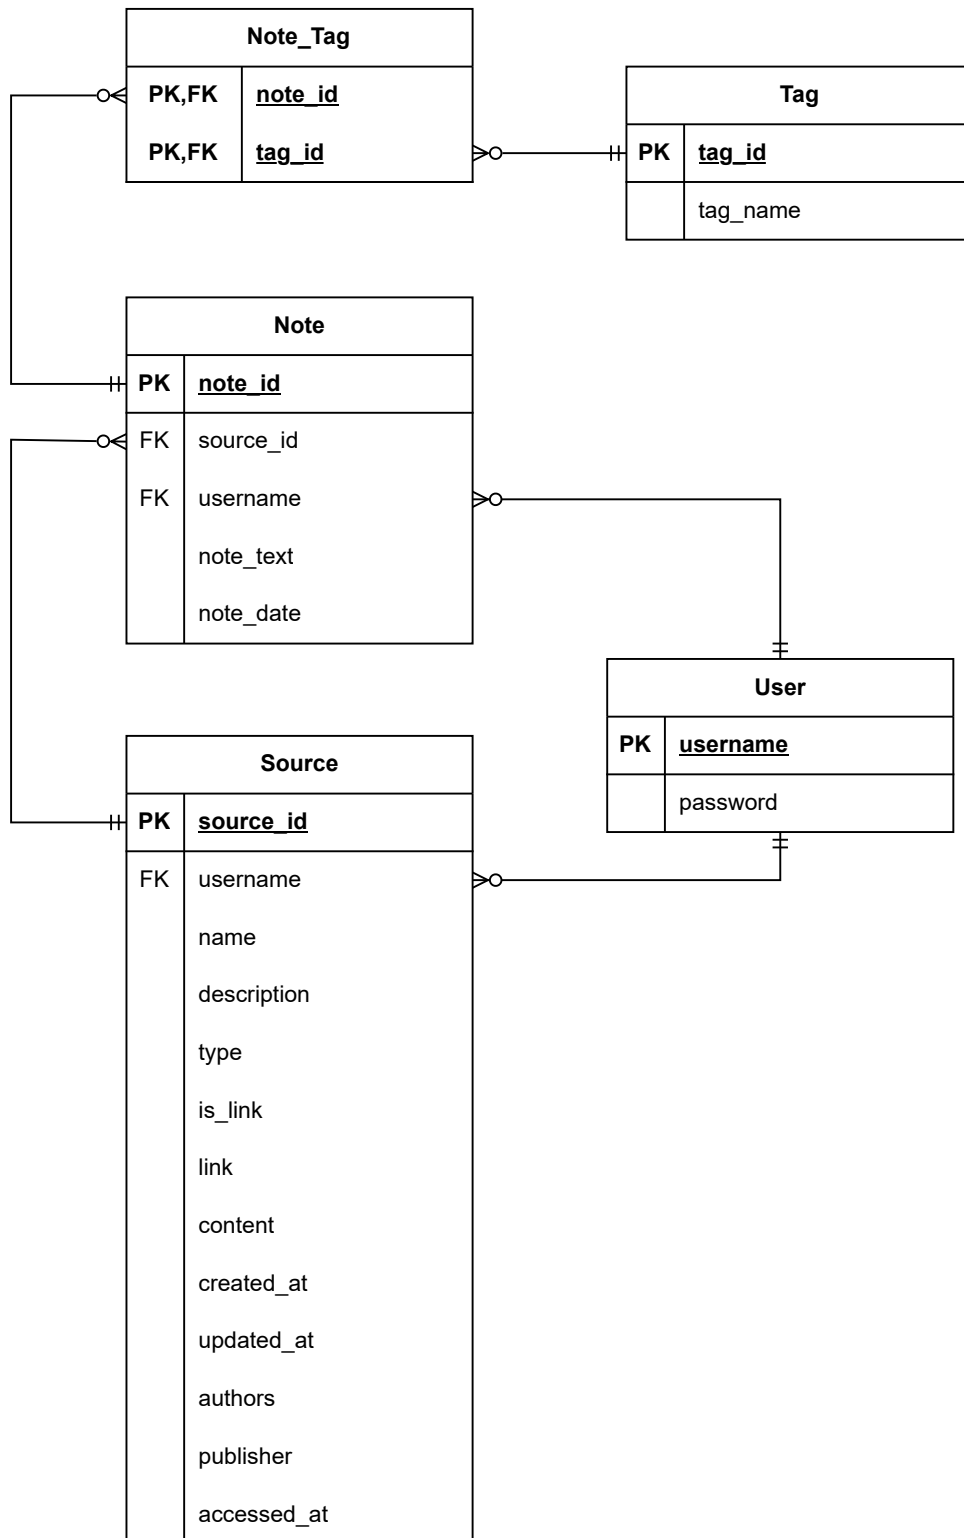 Note_Tag
PK,FK note_id
PK,FK tag_id
Tag
PK tag_id
tag_name
Note
PK note_id
FK source_id
FK username
note_text
note_date
User
PK username
password
Source
PK source_id
FK username
name
description
type
is_link
link
content
created_at
updated_at
authors
publisher
accessed_at